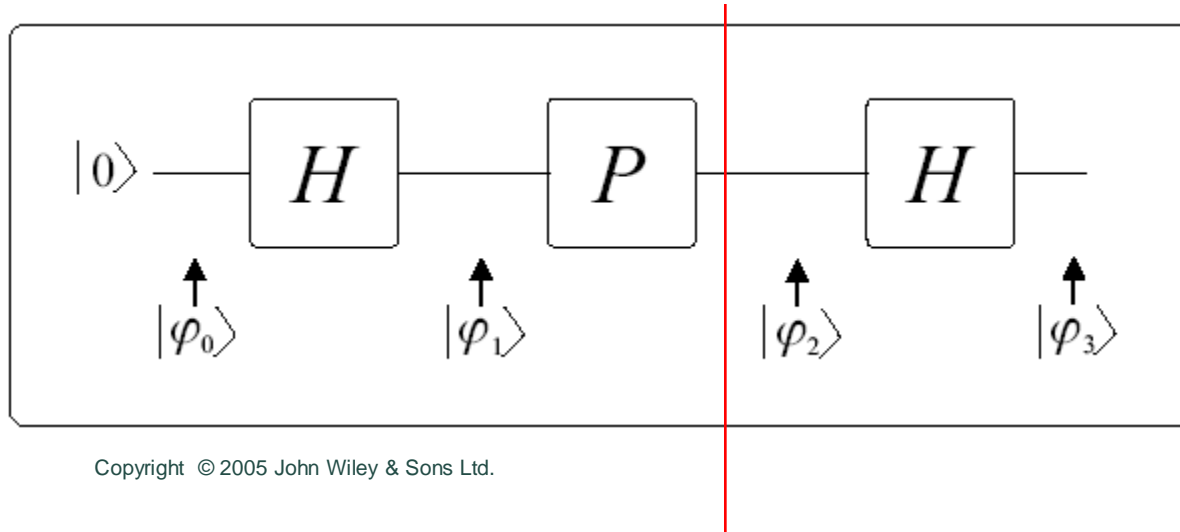 |0⟩ H P H
|φ₀⟩ |φ₁⟩ |φ₂⟩ |φ₃⟩
Copyright © 2005 John Wiley & Sons Ltd.